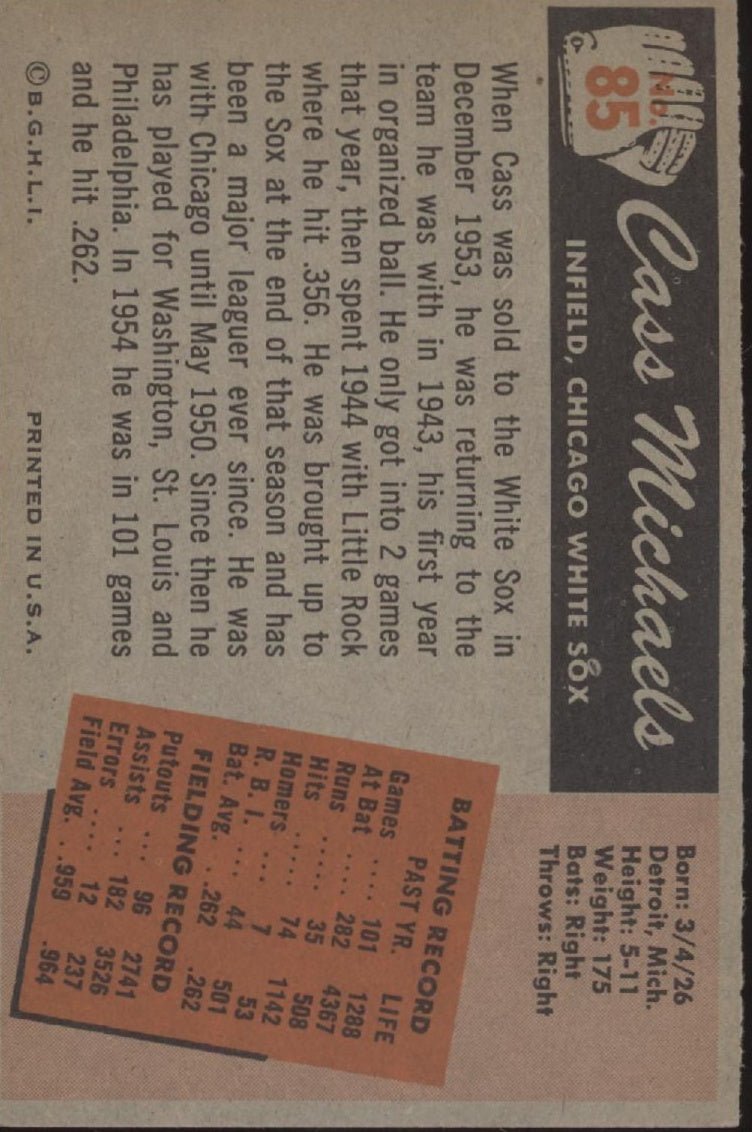 No.
85
Cass Michaels
INFIELD, CHICAGO WHITE SOX
Born: 3/4/26
Detroit, Mich.
Height: 5-11
Weight: 175
Bats: Right
Throws: Right
When Cass was sold to the White Sox in
December 1953, he was returning to the
team he was with in 1943, his first year
in organized ball. He only got into 2 games
that year, then spent 1944 with Little Rock
where he hit .356. He was brought up to
the Sox at the end of that season and has
been a major leaguer ever since. He was
with Chicago until May 1950. Since then he
has played for Washington, St. Louis and
Philadelphia. In 1954 he was in 101 games
and he hit .262.
BATTING RECORD
PAST YR. LIFE
Games .... 101 1288
At Bat .... 282 4367
Runs .... 35 508
Hits ..... 74 1142
Homers ..... 7 53
R. B. I. .... 44 501
Bat. Avg. ... .262 .262
FIELDING RECORD
Putouts ... 96 2741
Assists ... 182 3526
Errors .... 12 237
Field Avg. . .959 .964
©B.G.H.L.I. PRINTED IN U.S.A.